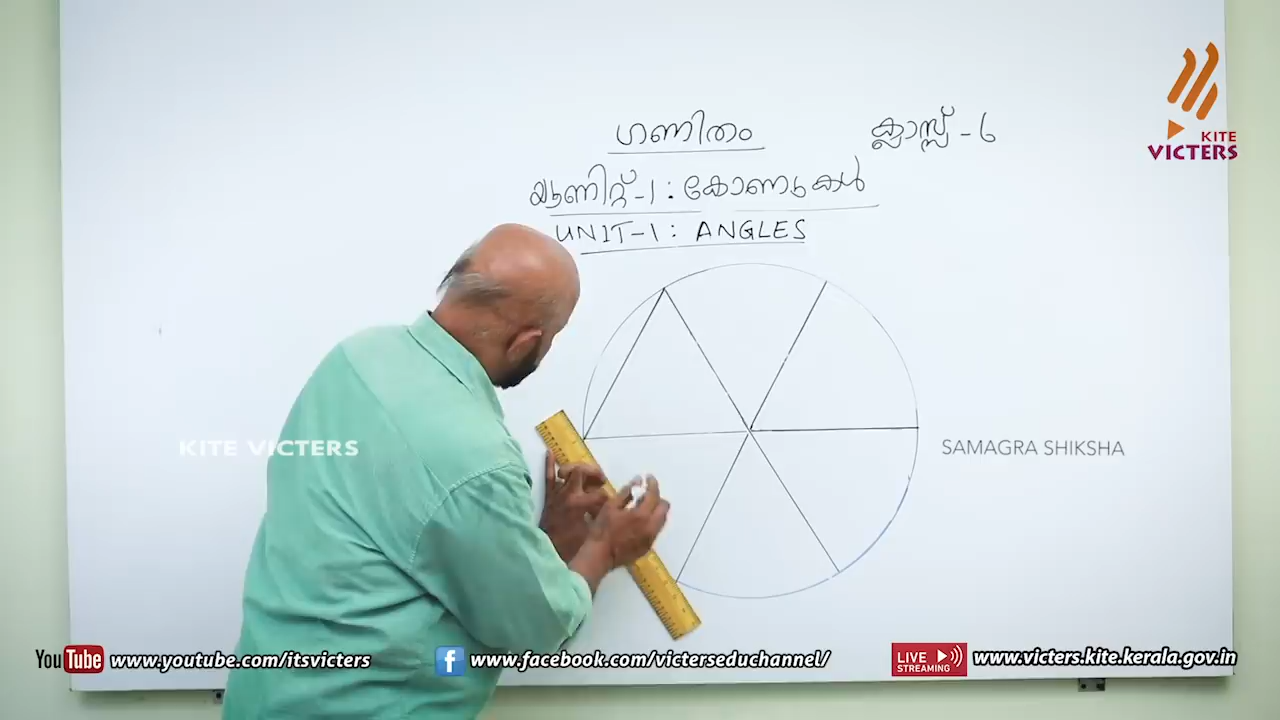 ഗണിതം
ക്ലാസ്സ് - 6
യൂണിറ്റ്-1 : കോണുകൾ
UNIT-1 : ANGLES
KITE
VICTERS
KITE VICTERS
SAMAGRA SHIKSHA
YouTube www.youtube.com/itsvicters
f www.facebook.com/victerseduchannel/
LIVE STREAMING www.victers.kite.kerala.gov.in